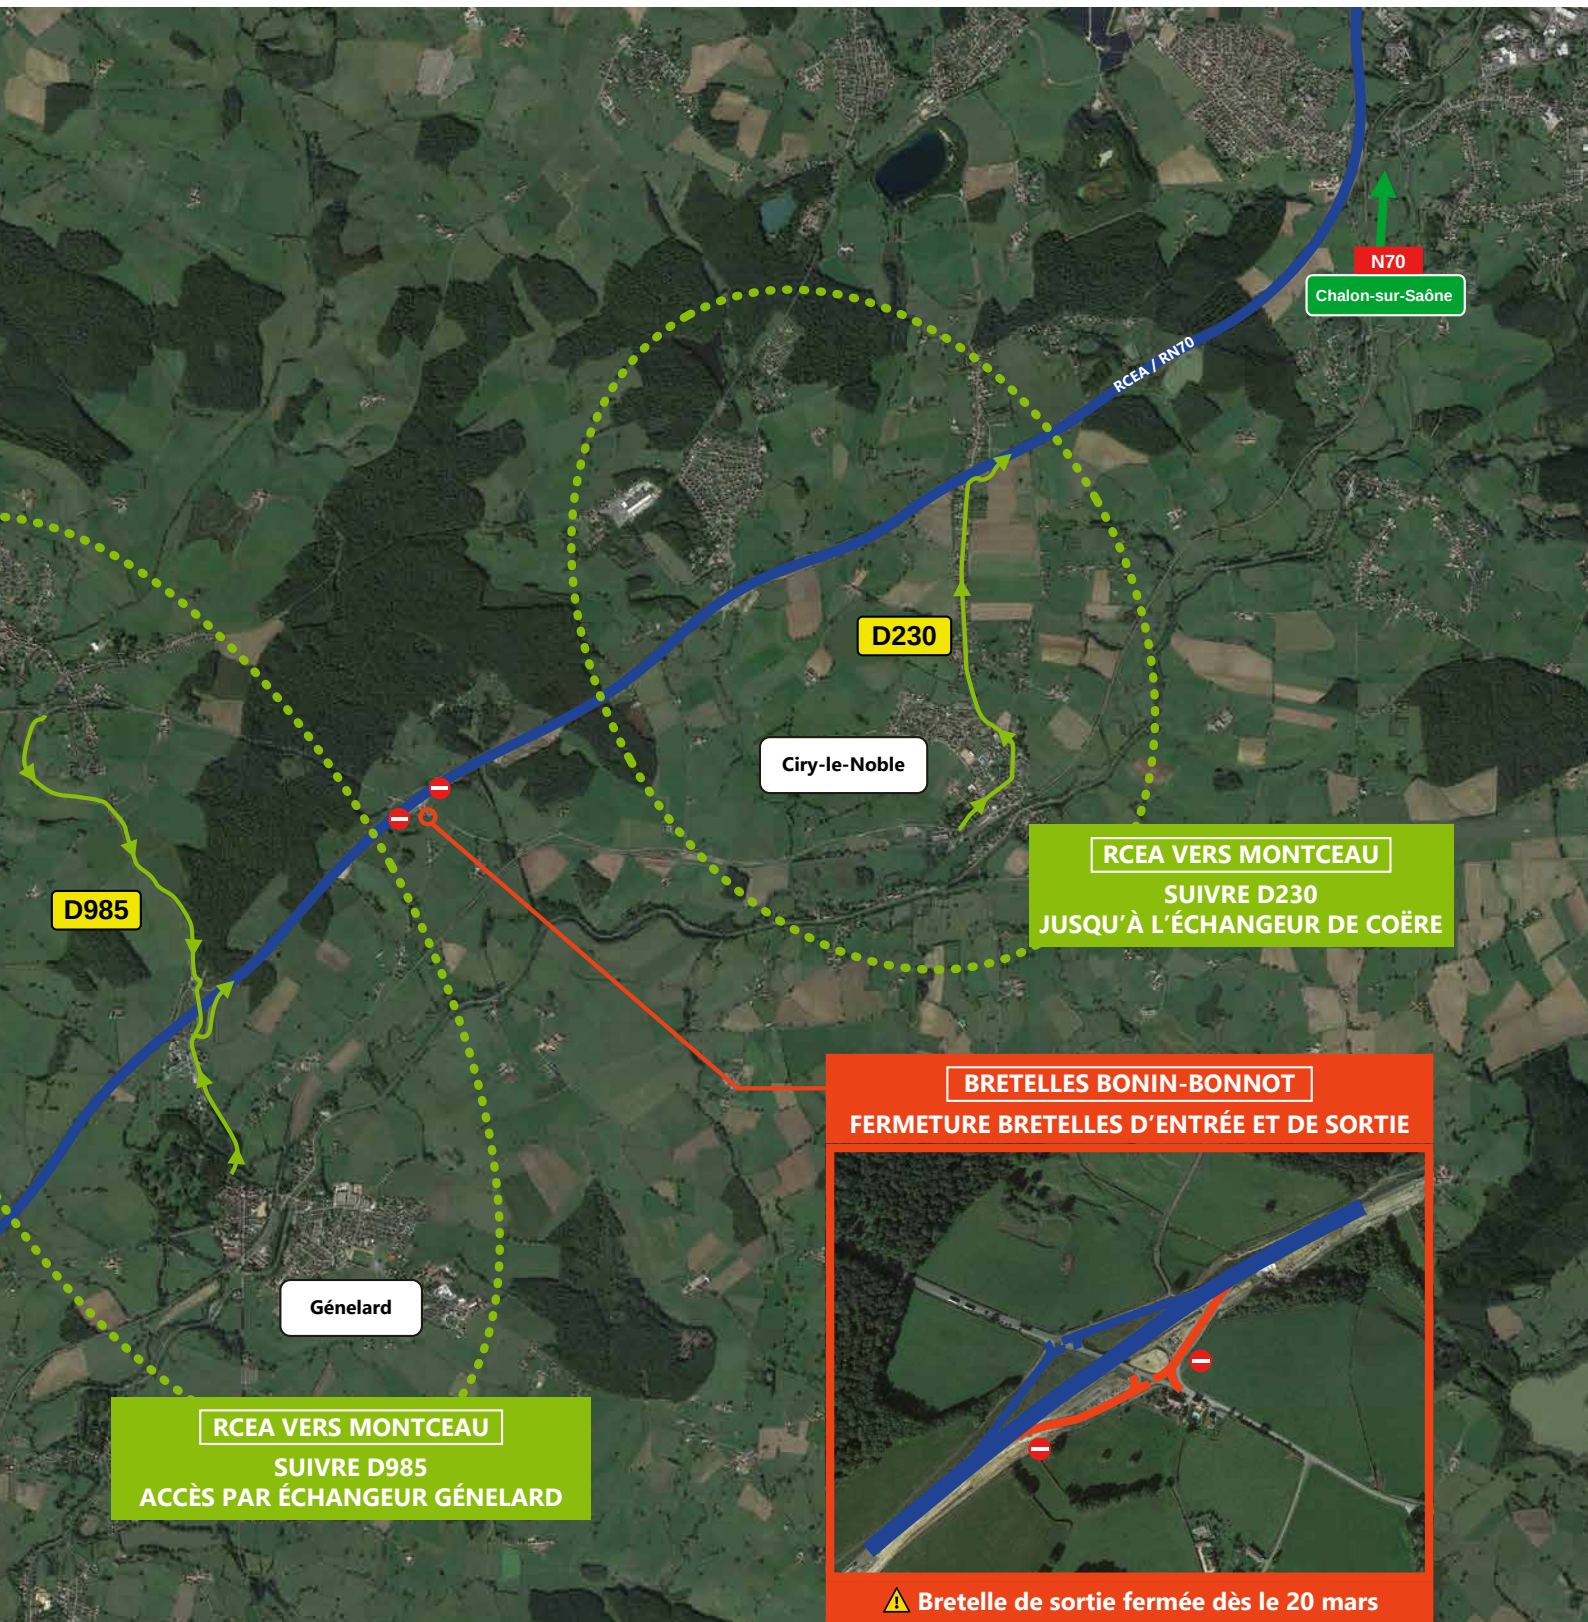 N70
Chalon-sur-Saône
RCEA / RN70
D230
Ciry-le-Noble
RCEA VERS MONTCEAU
SUIVRE D230
JUSQU'À L'ÉCHANGEUR DE COËRE
D985
BRETELLES BONIN-BONNOT
FERMETURE BRETELLES D'ENTRÉE ET DE SORTIE
Génelard
RCEA VERS MONTCEAU
SUIVRE D985
ACCÈS PAR ÉCHANGEUR GÉNELARD
Bretelle de sortie fermée dès le 20 mars